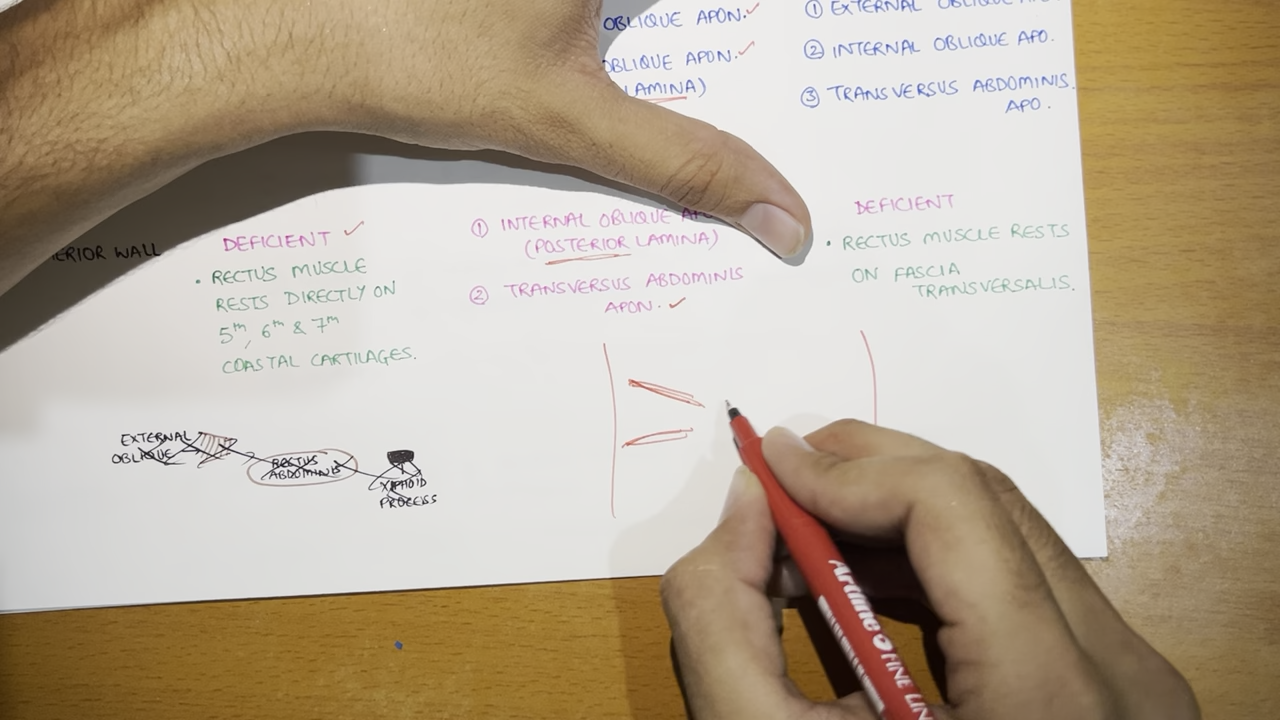 OBLIQUE APON.
OBLIQUE APON.
LAMINA)
① EXTERNAL OBLIQUE
② INTERNAL OBLIQUE APO.
③ TRANSVERSUS ABDOMINIS.
APO.
WALL
DEFICIENT
• RECTUS MUSCLE
RESTS DIRECTLY ON
5th, 6th & 7th
COASTAL CARTILAGES.
① INTERNAL OBLIQUE
(POSTERIOR LAMINA)
② TRANSVERSUS ABDOMINIS
APON.
DEFICIENT
• RECTUS MUSCLE RESTS
ON FASCIA
TRANSVERSALIS.
EXTERNAL
OBLIQUE
RECTUS
ABDOMINIS
XIPHOID
PROCESS
Artline
FINE LIN